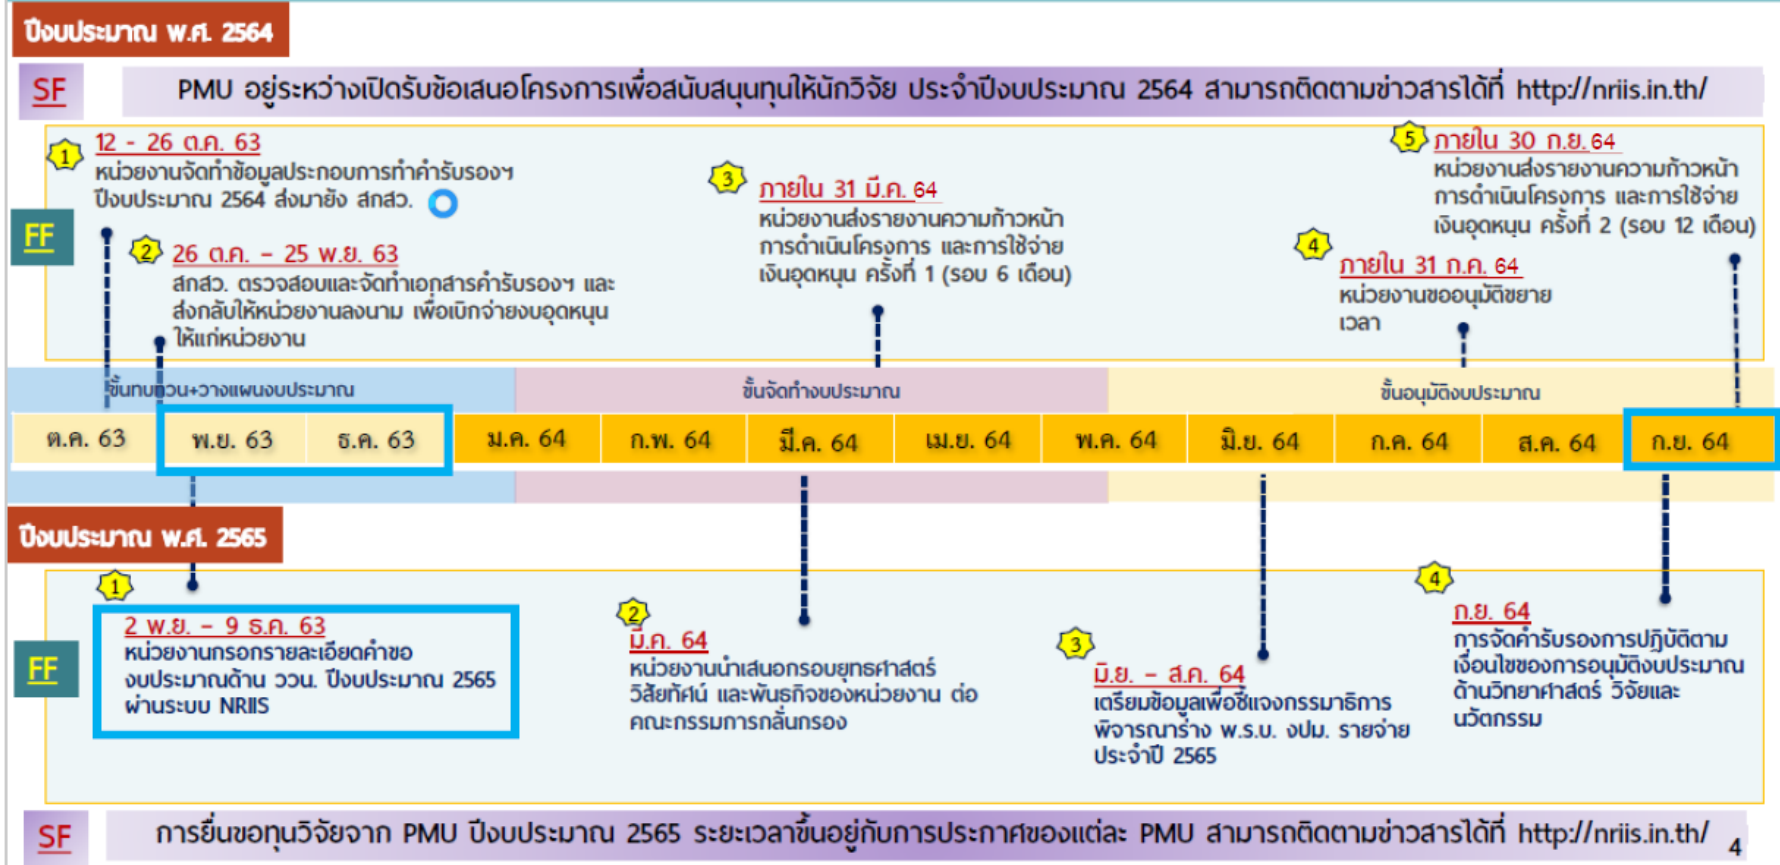 ปีงบประมาณ พ.ศ. 2564
SF
PMU อยู่ระหว่างเปิดรับข้อเสนอโครงการเพื่อสนับสนุนทุนให้นักวิจัย ประจำปีงบประมาณ 2564 สามารถติดตามข่าวสารได้ที่ http://nriis.in.th/
FF
1
12 - 26 ต.ค. 63
หน่วยงานจัดทำข้อมูลประกอบการทำคำรับรองฯ
ปีงบประมาณ 2564 ส่งมายัง สกสว.
2
26 ต.ค. – 25 พ.ย. 63
สกสว. ตรวจสอบและจัดทำเอกสารคำรับรองฯ และ
ส่งกลับให้หน่วยงานลงนาม เพื่อเบิกจ่ายงบอุดหนุน
ให้แก่หน่วยงาน
3
ภายใน 31 มี.ค. 64
หน่วยงานส่งรายงานความก้าวหน้า
การดำเนินโครงการ และการใช้จ่าย
เงินอุดหนุน ครั้งที่ 1 (รอบ 6 เดือน)
4
ภายใน 31 ก.ค. 64
หน่วยงานขออนุมัติขยาย
เวลา
5
ภายใน 30 ก.ย. 64
หน่วยงานส่งรายงานความก้าวหน้า
การดำเนินโครงการ และการใช้จ่าย
เงินอุดหนุน ครั้งที่ 2 (รอบ 12 เดือน)
ขั้นทบทวน+วางแผนงบประมาณ
ขั้นจัดทำงบประมาณ
ขั้นอนุมัติงบประมาณ
ต.ค. 63
พ.ย. 63
ธ.ค. 63
ม.ค. 64
ก.พ. 64
มี.ค. 64
เม.ย. 64
พ.ค. 64
มิ.ย. 64
ก.ค. 64
ส.ค. 64
ก.ย. 64
ปีงบประมาณ พ.ศ. 2565
FF
1
2 พ.ย. – 9 ธ.ค. 63
หน่วยงานกรอกรายละเอียดคำขอ
งบประมาณด้าน ววน. ปีงบประมาณ 2565
ผ่านระบบ NRIIS
2
มี.ค. 64
หน่วยงานนำเสนอกรอบยุทธศาสตร์
วิสัยทัศน์ และพันธกิจของหน่วยงาน ต่อ
คณะกรรมการกลั่นกรอง
3
มิ.ย. – ส.ค. 64
เตรียมข้อมูลเพื่อชี้แจงกรรมาธิการ
พิจารณาร่าง พ.ร.บ. งปม. รายจ่าย
ประจำปี 2565
4
ก.ย. 64
การจัดคำรับรองการปฏิบัติตาม
เงื่อนไขของการอนุมัติงบประมาณ
ด้านวิทยาศาสตร์ วิจัยและ
นวัตกรรม
SF
การยื่นขอทุนวิจัยจาก PMU ปีงบประมาณ 2565 ระยะเวลาขึ้นอยู่กับการประกาศของแต่ละ PMU สามารถติดตามข่าวสารได้ที่ http://nriis.in.th/
4